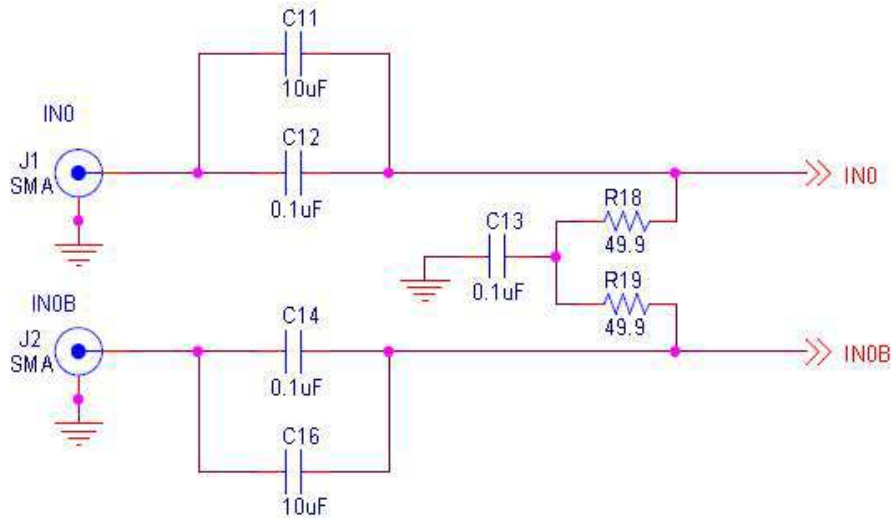 C11
10uF
IN0
J1
SMA
C12
0.1uF
IN0
R18
49.9
C13
0.1uF
R19
49.9
IN0B
J2
SMA
C14
0.1uF
IN0B
C16
10uF